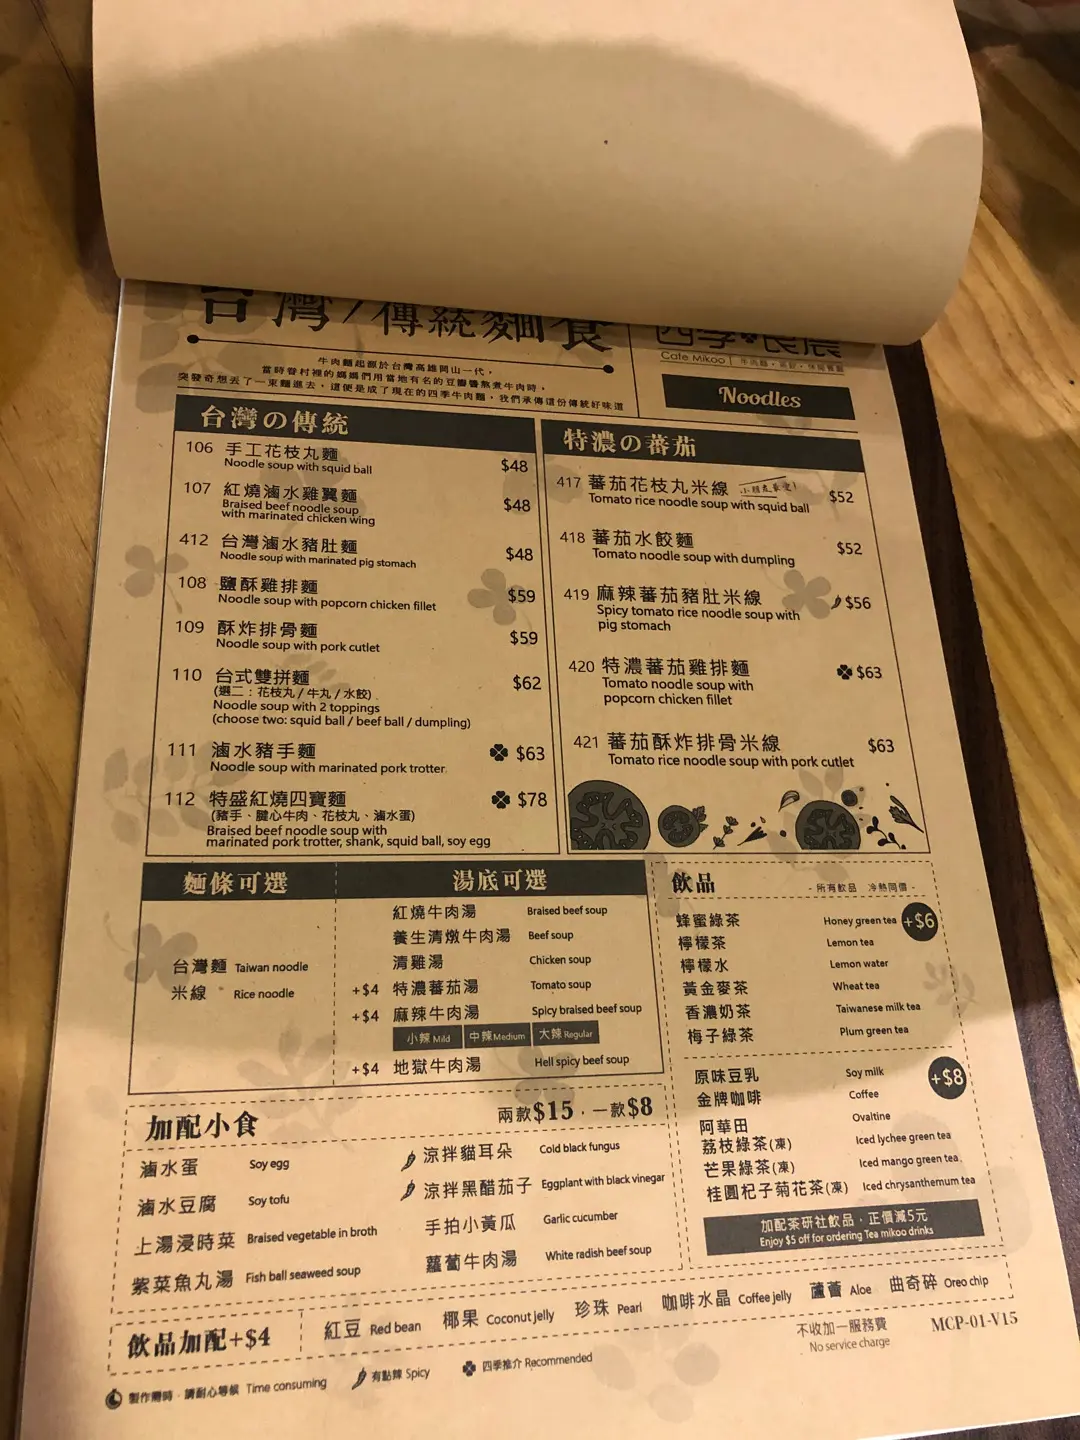 台灣/傳統麵食
牛肉麵起源於台灣高雄岡山一代，
當時眷村裡的媽媽們用當地有名的豆瓣醬熬煮牛肉時，
突發奇想丟了一束麵進去，這便是成了現在的四季牛肉麵，我們承傳這份傳統好味道
四季
Cafe Mikoo
Noodles
台灣の傳統
106 手工花枝丸麵
Noodle soup with squid ball $48
107 紅燒滷水雞翼麵
Braised beef noodle soup
with marinated chicken wing $48
412 台灣滷水豬肚麵
Noodle soup with marinated pig stomach $48
108 鹽酥雞排麵
Noodle soup with popcorn chicken fillet $59
109 酥炸排骨麵
Noodle soup with pork cutlet $59
110 台式雙拼麵 $62
(選二：花枝丸/牛丸/水餃)
Noodle soup with 2 toppings
(choose two: squid ball / beef ball / dumpling)
111 滷水豬手麵 $63
Noodle soup with marinated pork trotter
112 特盛紅燒四寶麵 $78
(豬手、腱心牛肉、花枝丸、滷水蛋)
Braised beef noodle soup with
marinated pork trotter, shank, squid ball, soy egg
特濃の蕃茄
417 蕃茄花枝丸米線 $52
Tomato rice noodle soup with squid ball
418 蕃茄水餃麵 $52
Tomato noodle soup with dumpling
419 麻辣蕃茄豬肚米線 $56
Spicy tomato rice noodle soup with
pig stomach
420 特濃蕃茄雞排麵 $63
Tomato noodle soup with
popcorn chicken fillet
421 蕃茄酥炸排骨米線 $63
Tomato rice noodle soup with pork cutlet
麵條可選
台灣麵 Taiwan noodle
米線 Rice noodle
湯底可選
紅燒牛肉湯 Braised beef soup
養生清燉牛肉湯 Beef soup
清雞湯 Chicken soup
+$4 特濃蕃茄湯 Tomato soup
+$4 麻辣牛肉湯 Spicy braised beef soup
小辣 Mild 中辣 Medium 大辣 Regular
+$4 地獄牛肉湯 Hell spicy beef soup
飲品 - 所有飲品 冷熱同價 -
蜂蜜綠茶 Honey green tea +$6
檸檬茶 Lemon tea
檸檬水 Lemon water
黃金麥茶 Wheat tea
香濃奶茶 Taiwanese milk tea
梅子綠茶 Plum green tea
原味豆乳 Soy milk +$8
金牌咖啡 Coffee
阿華田 Ovaltine
荔枝綠茶(凍) Iced lychee green tea
芒果綠茶(凍) Iced mango green tea
桂圓杞子菊花茶(凍) Iced chrysanthemum tea
加配茶研社飲品，正價減5元
Enjoy $5 off for ordering Tea mikoo drinks
加配小食 兩款$15，一款$8
滷水蛋 Soy egg
滷水豆腐 Soy tofu
上湯浸時菜 Braised vegetable in broth
紫菜魚丸湯 Fish ball seaweed soup
涼拌貓耳朵 Cold black fungus
涼拌黑醋茄子 Eggplant with black vinegar
手拍小黃瓜 Garlic cucumber
蘿蔔牛肉湯 White radish beef soup
飲品加配+$4
紅豆 Red bean 椰果 Coconut jelly 珍珠 Pearl 咖啡水晶 Coffee jelly 蘆薈 Aloe 曲奇碎 Oreo chip
製作需時，請耐心等候 Time consuming 有點辣 Spicy 四季推介 Recommended
不收加一服務費
No service charge
MCP-01-V15